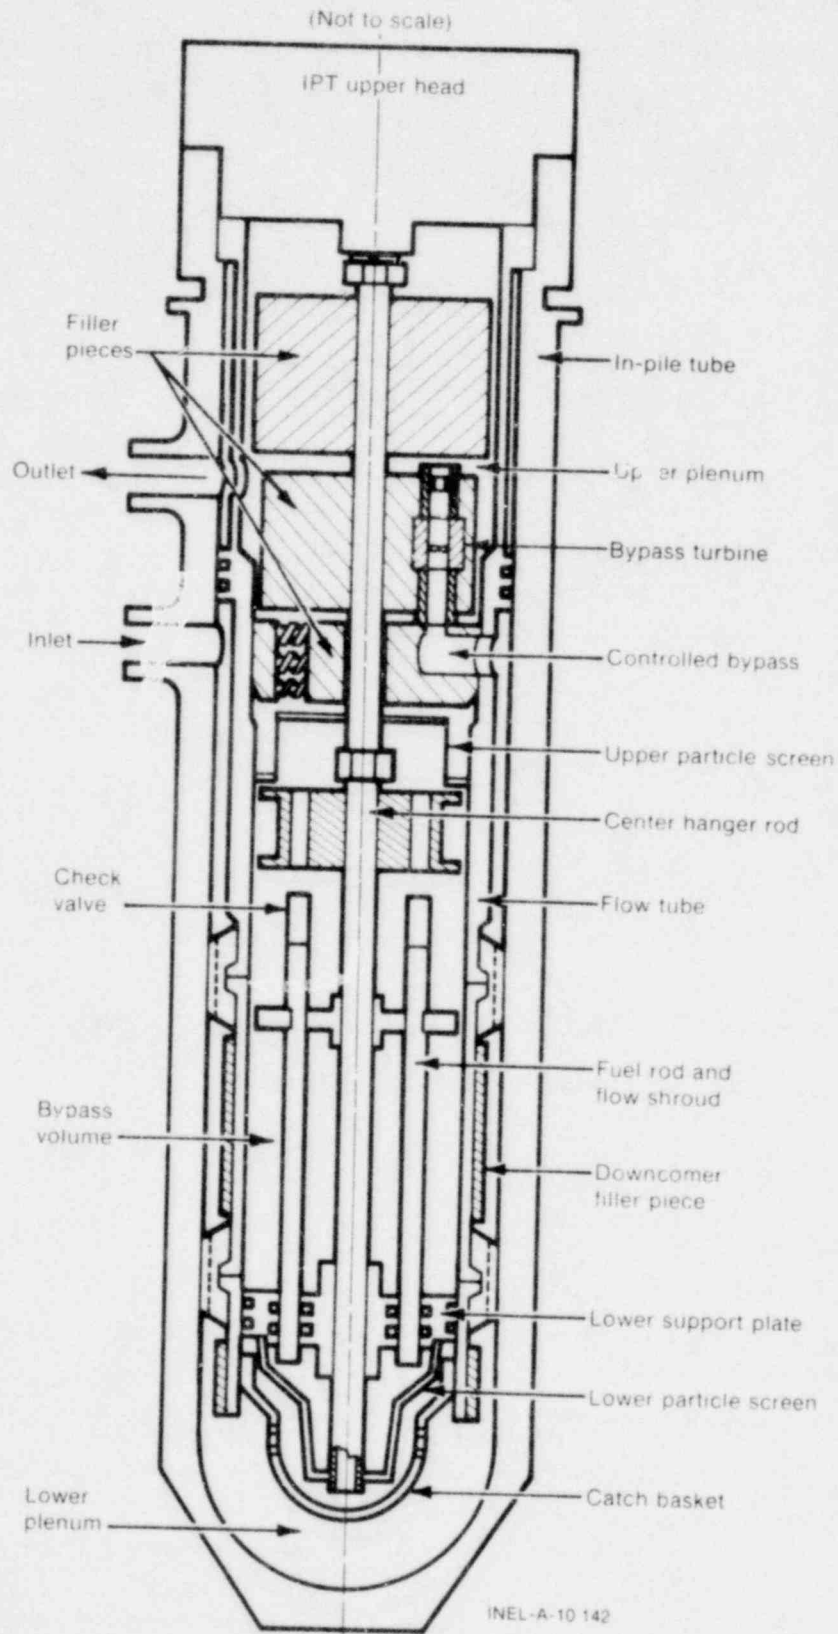 (Not to scale)
IPT upper head
Filler
pieces
In-pile tube
Outlet
Upper plenum
Bypass turbine
Inlet
Controlled bypass
Upper particle screen
Center hanger rod
Check
valve
Flow tube
Fuel rod and
flow shroud
Bypass
volume
Downcomer
filler piece
Lower support plate
Lower particle screen
Catch basket
Lower
plenum
INEL-A-10 142